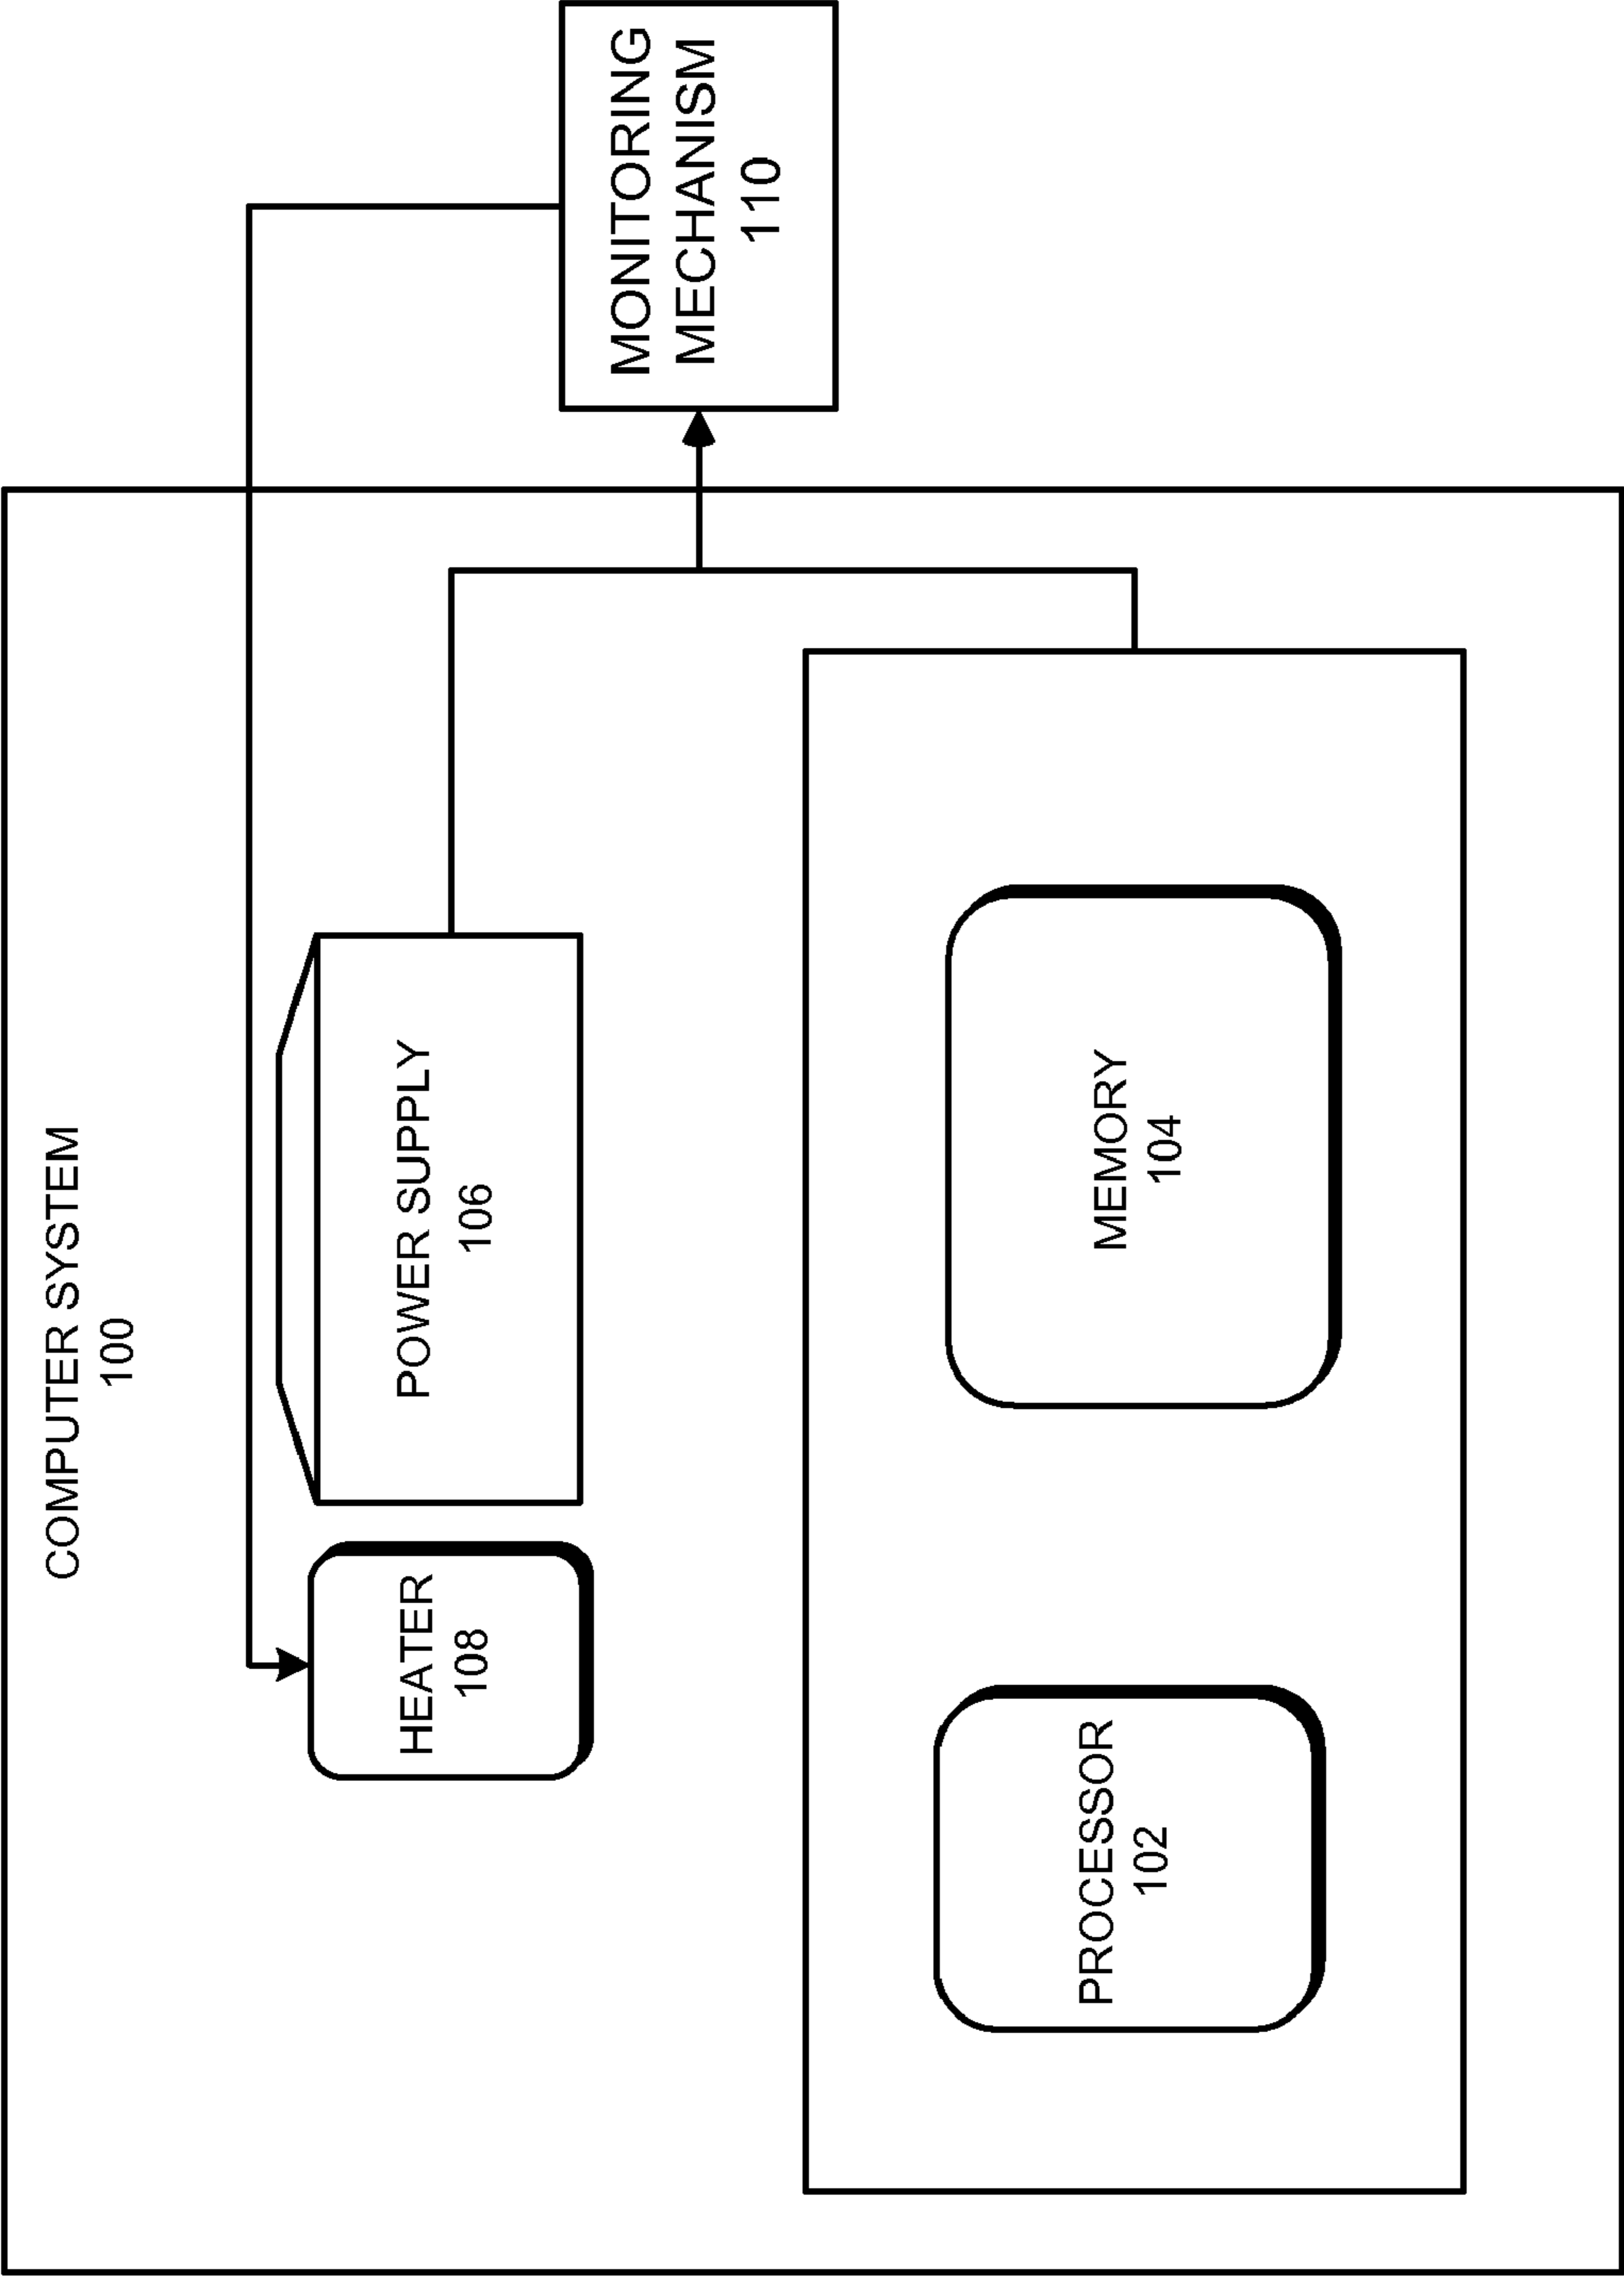 COMPUTER SYSTEM
100
HEATER
108
POWER SUPPLY
106
MONITORING
MECHANISM
110
PROCESSOR
102
MEMORY
104